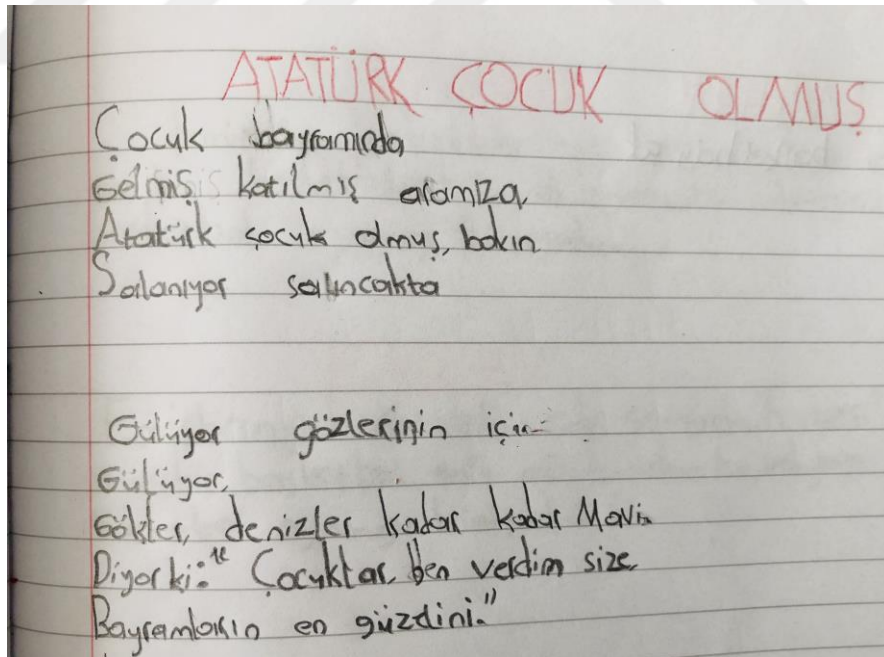 ATATÜRK ÇOCUK OLMUŞ
Çocuk bayramında
Gelmiş katılmış aramıza,
Atatürk çocuk olmuş, bakın
Salanıyor salıncakta
Gülüyor gözlerinin için
Gülüyor,
Gökler, denizler kadar kadar Mavi.
Diyor ki: " Çocuklar, ben verdim size,
Bayramların en güzelini."